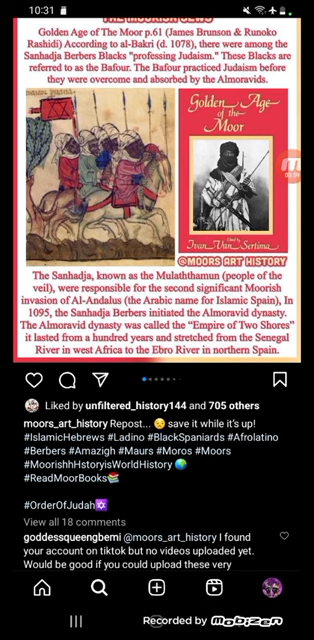 10:31
THE MOORISH JEWS
Golden Age of The Moor p.61 (James Brunson & Runoko
Rashidi) According to al-Bakri (d. 1078), there were among the
Sanhadja Berbers Blacks "professing Judaism." These Blacks are
referred to as the Bafour. The Bafour practiced Judaism before
they were overcome and absorbed by the Almoravids.
Golden Age
of the
Moor
03:59
Edited by
Ivan Van Sertima
@MOORS ART HISTORY
The Sanhadja, known as the Mulaththamun (people of the
veil), were responsible for the second significant Moorish
invasion of Al-Andalus (the Arabic name for Islamic Spain), In
1095, the Sanhadja Berbers initiated the Almoravid dynasty.
The Almoravid dynasty was called the “Empire of Two Shores”
it lasted from a hundred years and stretched from the Senegal
River in west Africa to the Ebro River in northern Spain.
Liked by unfiltered_history144 and 705 others
moors_art_history Repost... 😒 save it while it's up!
#IslamicHebrews #Ladino #BlackSpaniards #Afrolatino
#Berbers #Amazigh #Maurs #Moros #Moors
#MoorishhHstoryisWorldHistory 🌍
#ReadMoorBooks📚
#OrderOfJudah🔯
View all 18 comments
goddessqueengbemi @moors_art_history I found
your account on tiktok but no videos uploaded yet.
Would be good if you could upload these very
Recorded by Mobizen